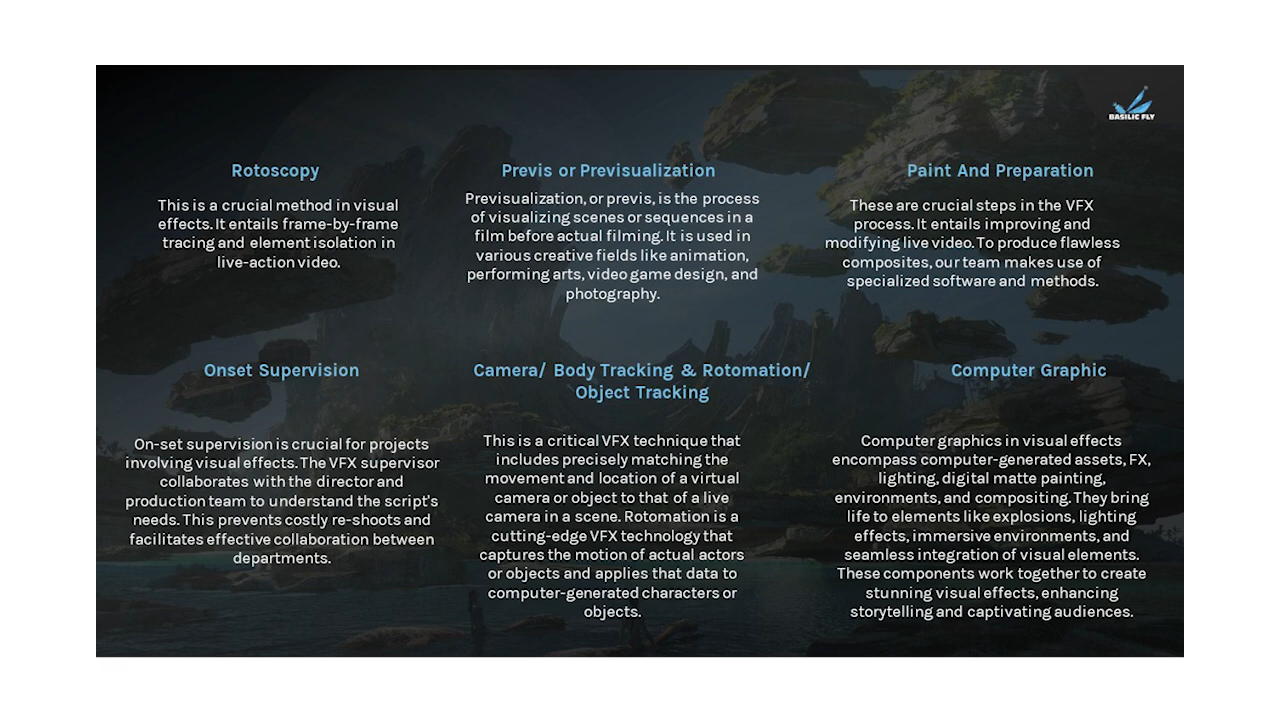 BASILIC FLY
Rotoscopy
This is a crucial method in visual
effects. It entails frame-by-frame
tracing and element isolation in
live-action video.
Previs or Previsualization
Previsualization, or previs, is the process
of visualizing scenes or sequences in a
film before actual filming. It is used in
various creative fields like animation,
performing arts, video game design, and
photography.
Paint And Preparation
These are crucial steps in the VFX
process. It entails improving and
modifying live video. To produce flawless
composites, our team makes use of
specialized software and methods.
Onset Supervision
On-set supervision is crucial for projects
involving visual effects. The VFX supervisor
collaborates with the director and
production team to understand the script's
needs. This prevents costly re-shoots and
facilitates effective collaboration between
departments.
Camera/ Body Tracking & Rotomation/
Object Tracking
This is a critical VFX technique that
includes precisely matching the
movement and location of a virtual
camera or object to that of a live
camera in a scene. Rotomation is a
cutting-edge VFX technology that
captures the motion of actual actors
or objects and applies that data to
computer-generated characters or
objects.
Computer Graphic
Computer graphics in visual effects
encompass computer-generated assets, FX,
lighting, digital matte painting,
environments, and compositing. They bring
life to elements like explosions, lighting
effects, immersive environments, and
seamless integration of visual elements.
These components work together to create
stunning visual effects, enhancing
storytelling and captivating audiences.